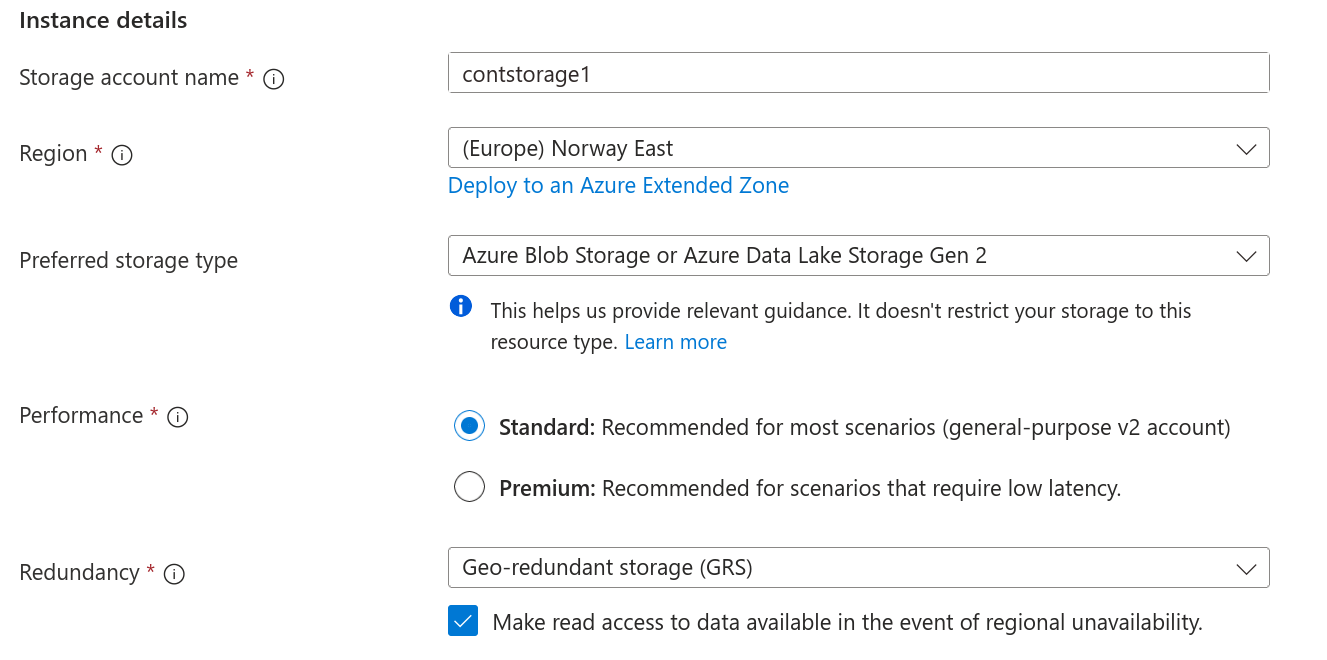 Instance details
Storage account name *
contstorage1
Region *
(Europe) Norway East
Deploy to an Azure Extended Zone
Preferred storage type
Azure Blob Storage or Azure Data Lake Storage Gen 2
This helps us provide relevant guidance. It doesn't restrict your storage to this
resource type. Learn more
Performance *
Standard: Recommended for most scenarios (general-purpose v2 account)
Premium: Recommended for scenarios that require low latency.
Redundancy *
Geo-redundant storage (GRS)
Make read access to data available in the event of regional unavailability.